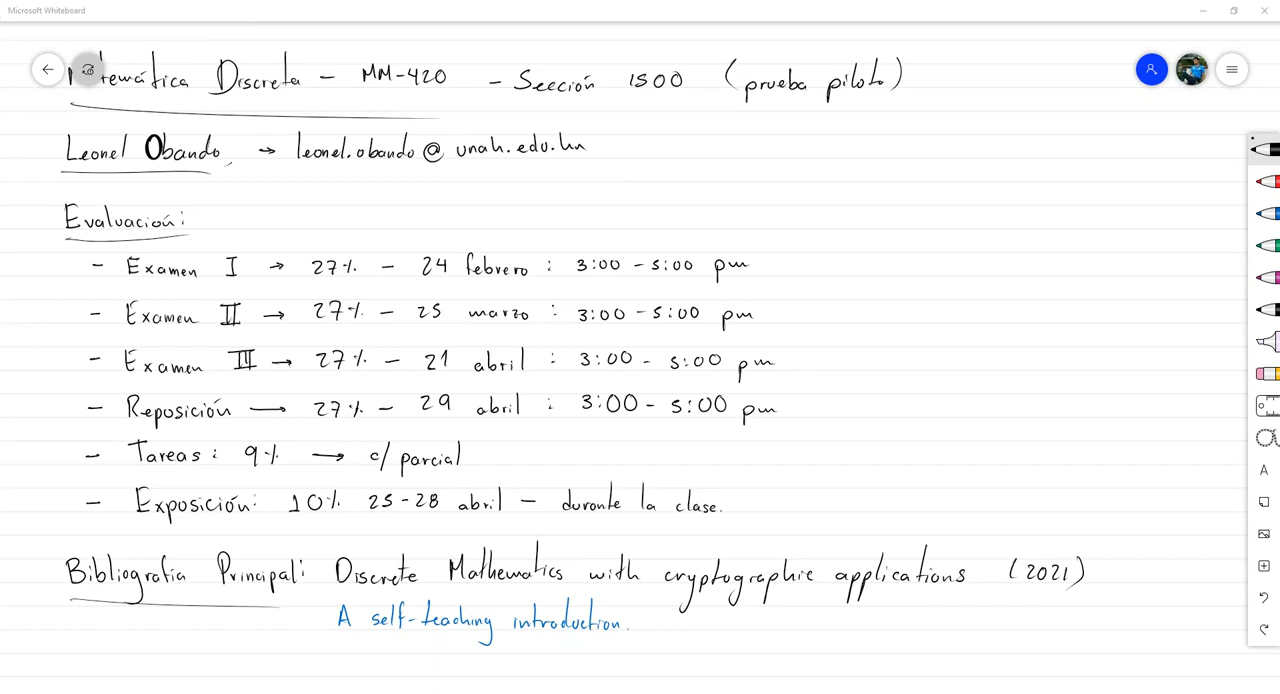 Microsoft Whiteboard
Matemática Discreta - MM-420 - Sección 1500 (prueba piloto)
Leonel Obando, → leonel.obando@unah.edu.hn
Evaluación:
- Examen I → 27% - 24 febrero : 3:00 - 5:00 pm
- Examen II → 27% - 25 marzo : 3:00 - 5:00 pm
- Examen III → 27% - 21 abril : 3:00 - 5:00 pm
- Reposición → 27% - 29 abril : 3:00 - 5:00 pm
- Tareas: 9% → c/ parcial
- Exposición: 10% 25-28 abril - durante la clase.
Bibliografía Principal: Discrete Mathematics with cryptographic applications (2021)
A self-teaching introduction.